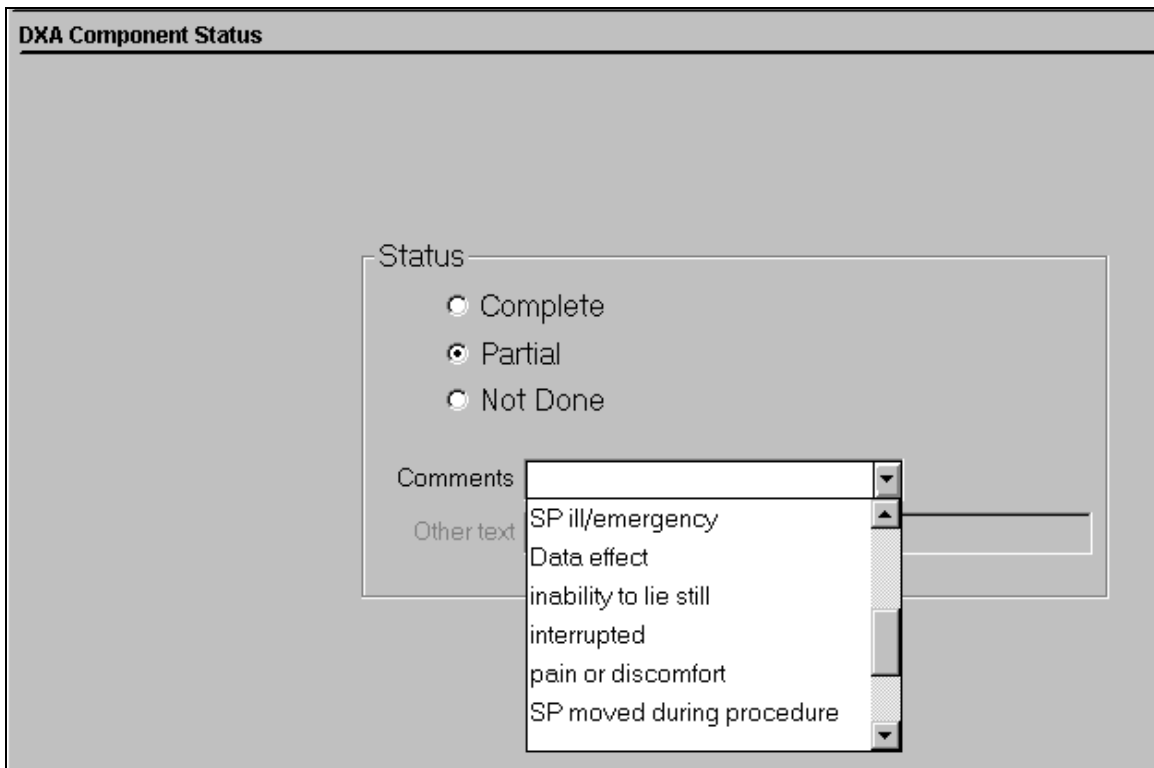 DXA Component Status
Status
Complete
Partial
Not Done
Comments
Other text
SP ill/emergency
Data effect
inability to lie still
interrupted
pain or discomfort
SP moved during procedure